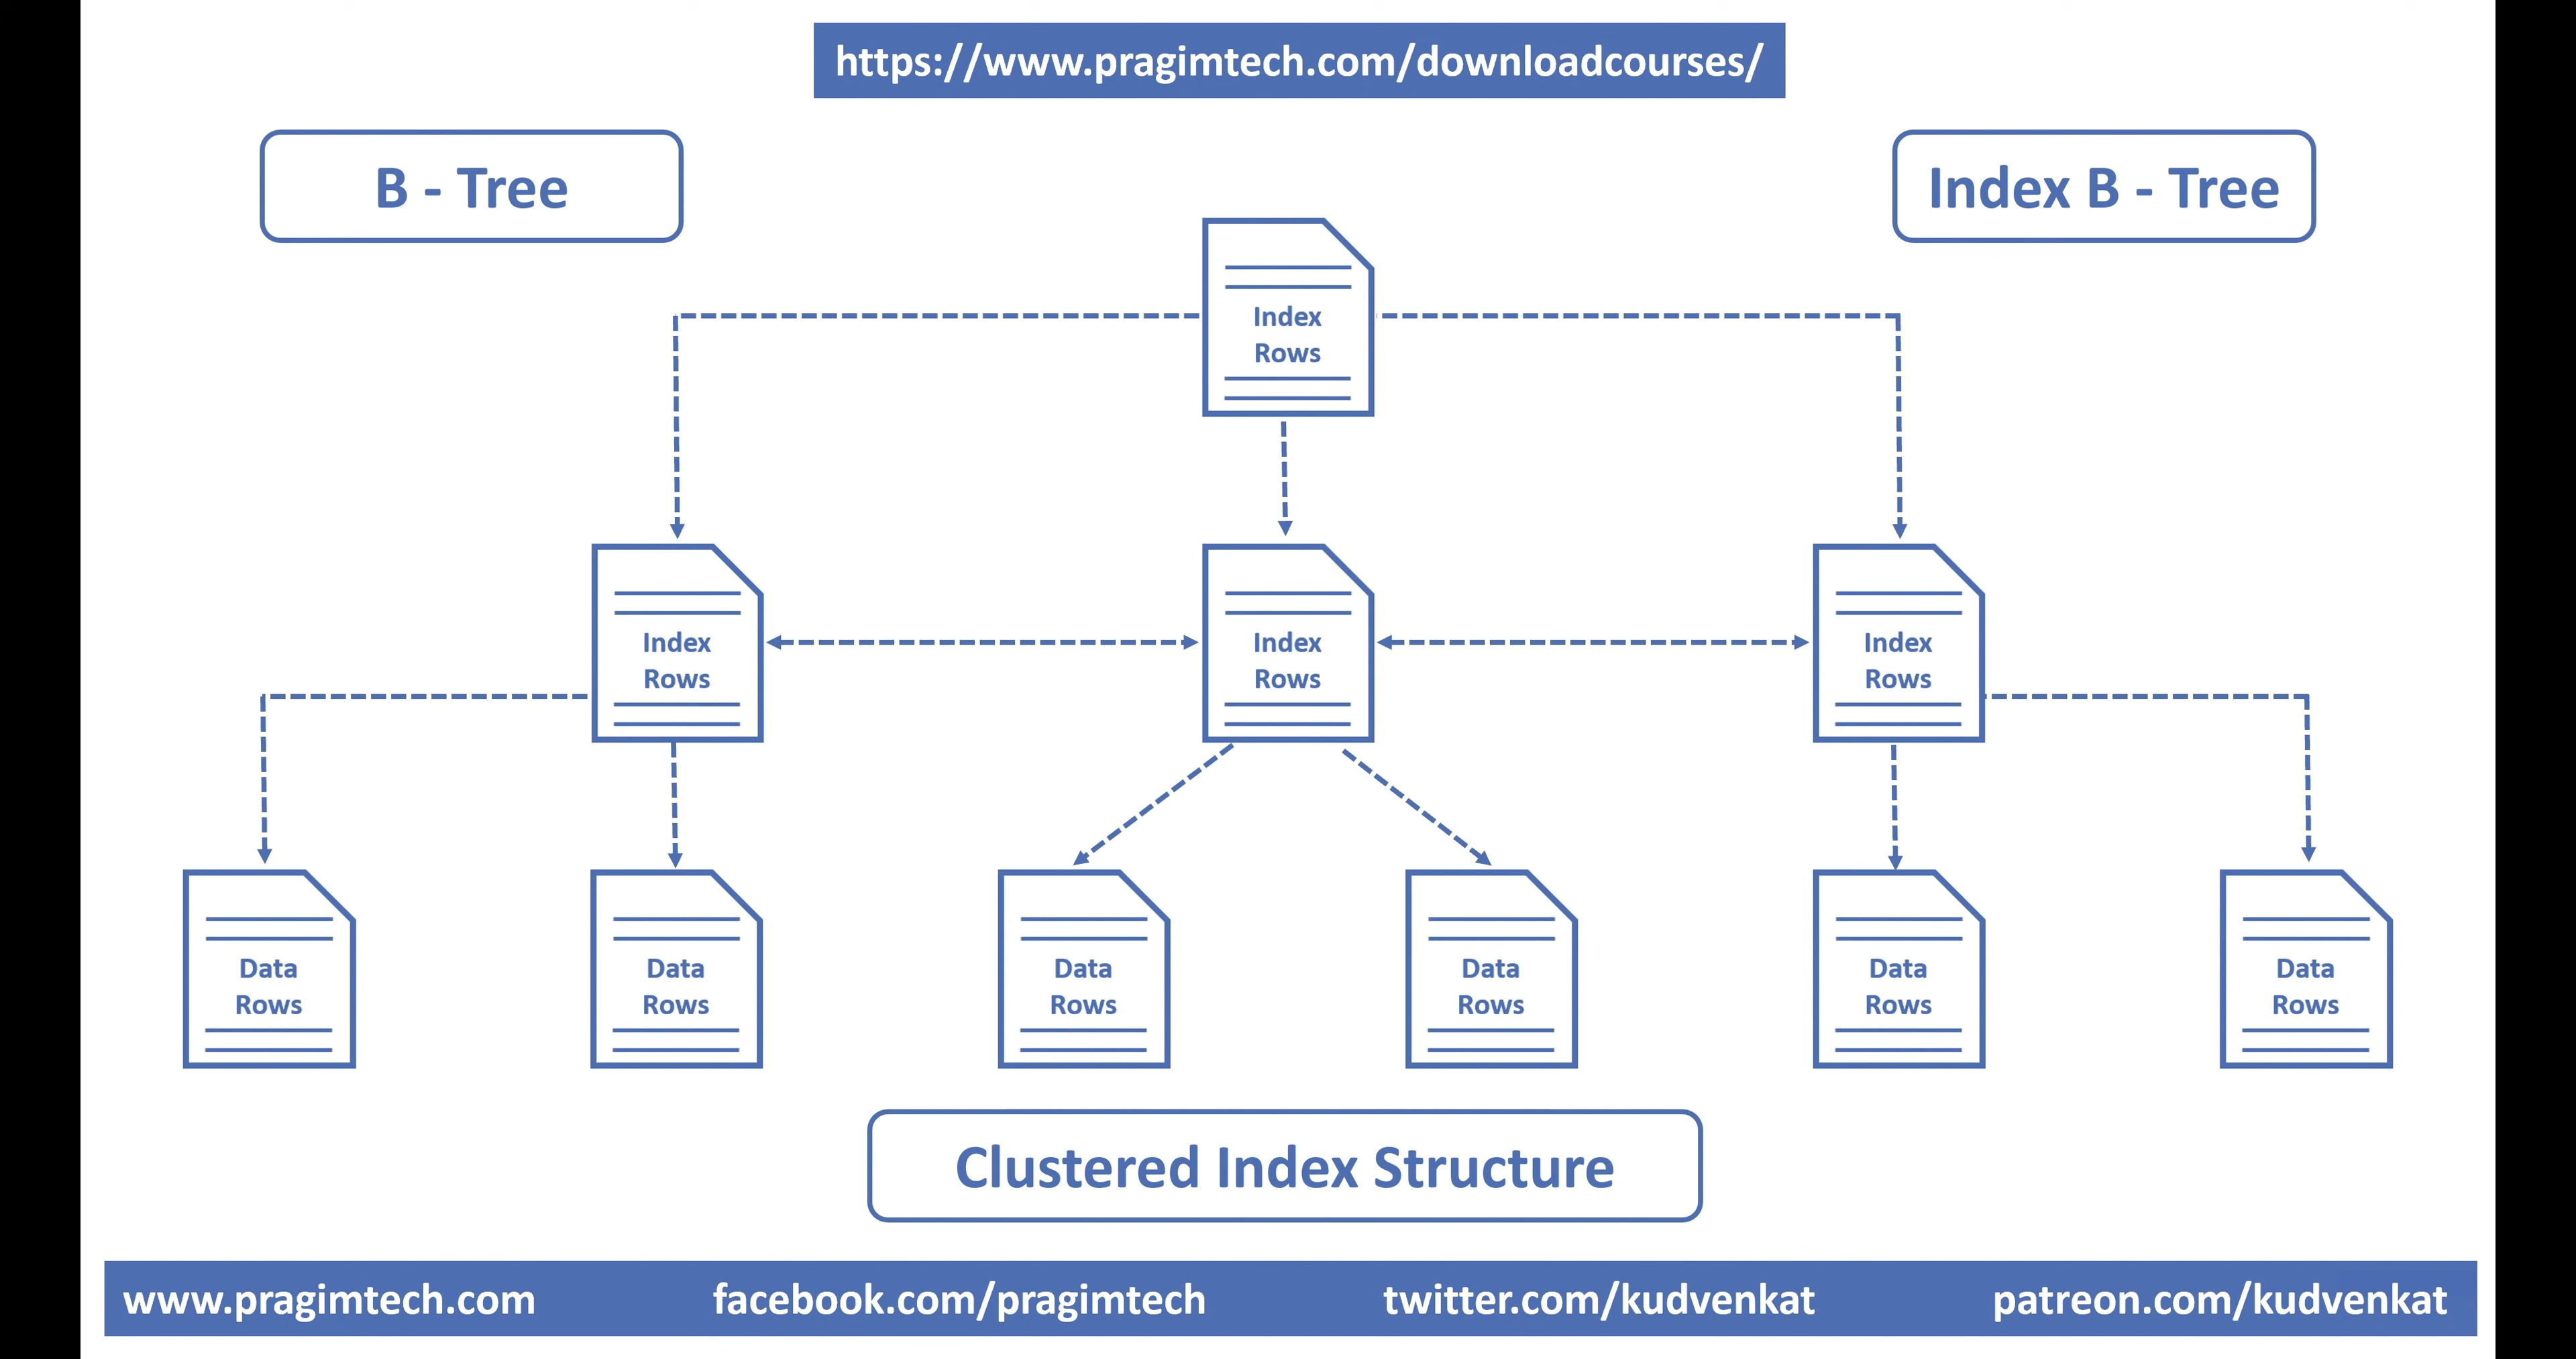 https://www.pragimtech.com/downloadcourses/
B - Tree
Index B - Tree
Index
Rows
Index
Rows
Index
Rows
Index
Rows
Data
Rows
Data
Rows
Data
Rows
Data
Rows
Data
Rows
Data
Rows
Clustered Index Structure
www.pragimtech.com
facebook.com/pragimtech
twitter.com/kudvenkat
patreon.com/kudvenkat